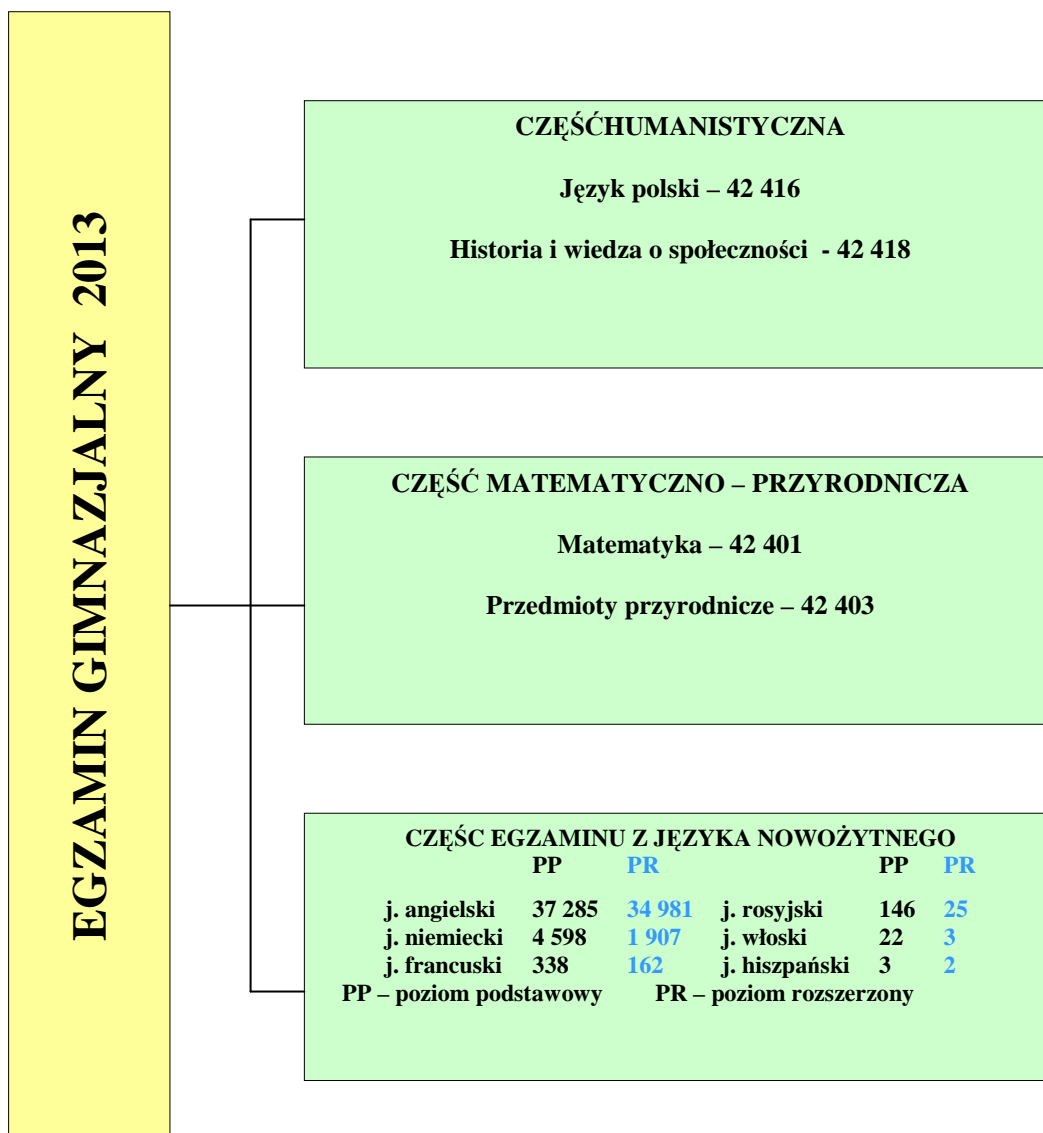 EGZAMIN GIMNAZJALNY 2013
CZĘŚĆHUMANISTYCZNA
Język polski – 42 416
Historia i wiedza o społeczności - 42 418
CZĘŚĆ MATEMATYCZNO – PRZYRODNICZA
Matematyka – 42 401
Przedmioty przyrodnicze – 42 403
CZĘŚC EGZAMINU Z JĘZYKA NOWOŻYTNEGO
PP PR PP PR
j. angielski 37 285 34 981 j. rosyjski 146 25
j. niemiecki 4 598 1 907 j. włoski 22 3
j. francuski 338 162 j. hiszpański 3 2
PP – poziom podstawowy PR – poziom rozszerzony